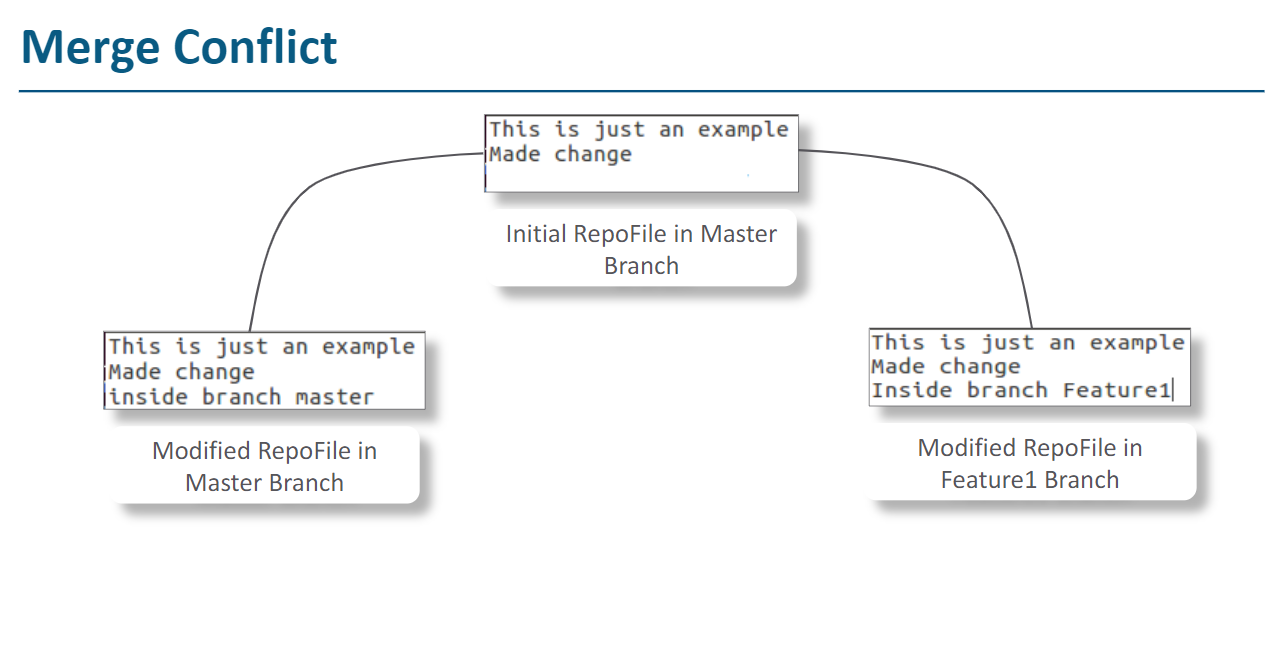 Merge Conflict
This is just an example
Made change
Initial RepoFile in Master
Branch
This is just an example
Made change
inside branch master
Modified RepoFile in
Master Branch
This is just an example
Made change
Inside branch Feature1
Modified RepoFile in
Feature1 Branch